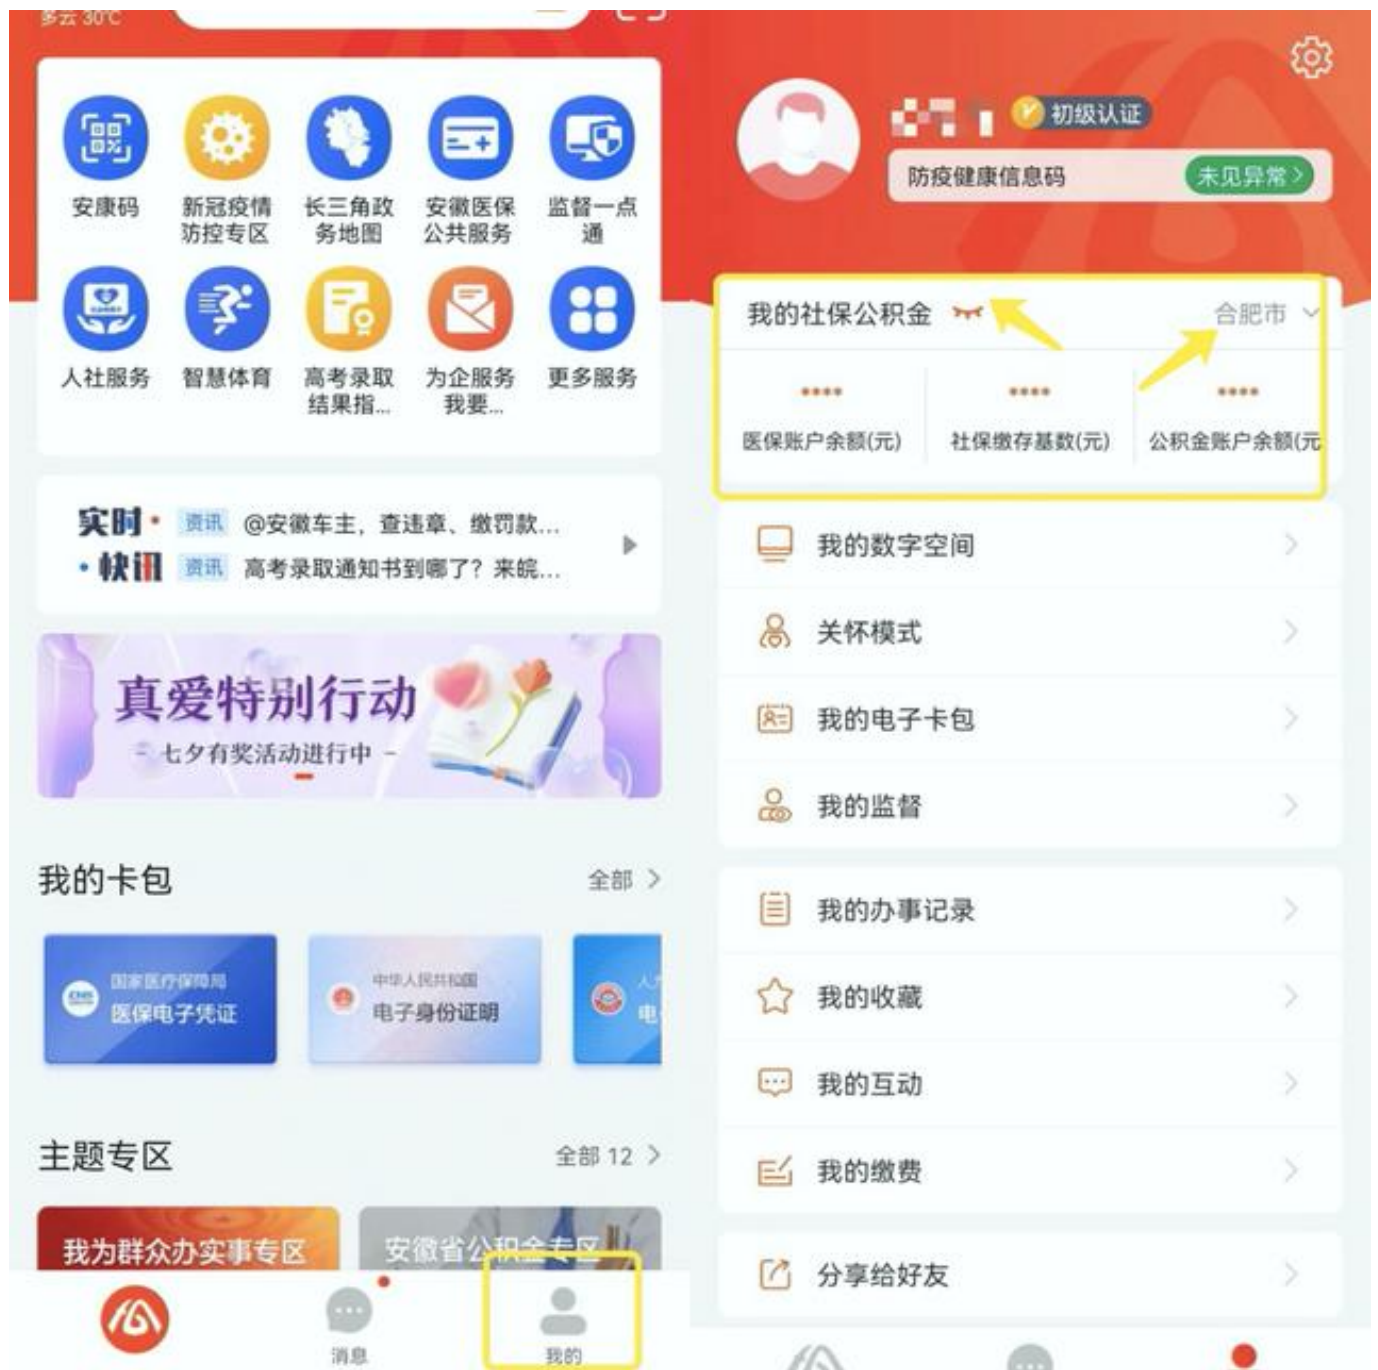 多云 30℃
安康码
新冠疫情
防控专区
长三角政
务地图
安徽医保
公共服务
监督一点
通
人社服务
智慧体育
高考录取
结果指...
为企服务
我要...
更多服务
实时
资讯 @安徽车主，查违章、缴罚款...
快讯
资讯 高考录取通知书到哪了？来皖...
真爱特别行动
- 七夕有奖活动进行中 -
我的卡包
全部
国家医疗保障局
医保电子凭证
中华人民共和国
电子身份证明
主题专区
全部 12
我为群众办实事专区
安徽省公积金专区
消息
我的
初级认证
防疫健康信息码
未见异常
我的社保公积金
合肥市
医保账户余额(元)
社保缴存基数(元)
公积金账户余额(元
我的数字空间
关怀模式
我的电子卡包
我的监督
我的办事记录
我的收藏
我的互动
我的缴费
分享给好友